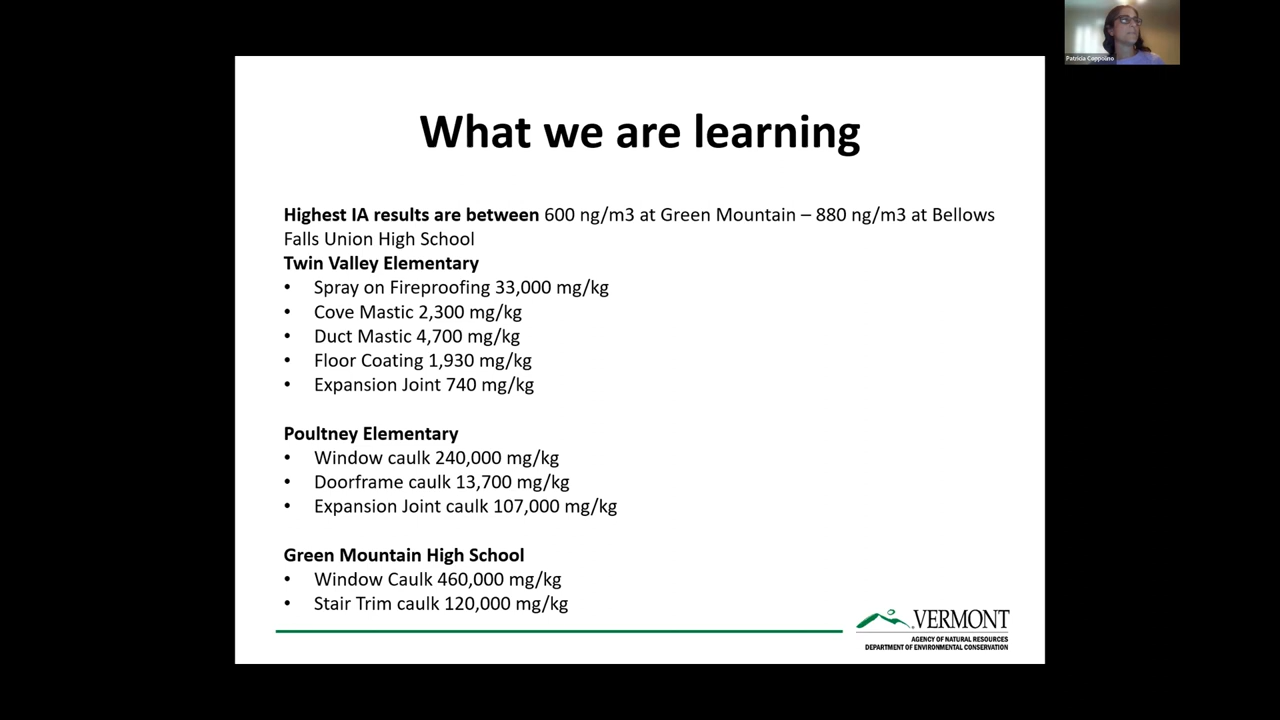 Patricia Coppolino
What we are learning
Highest IA results are between 600 ng/m3 at Green Mountain – 880 ng/m3 at Bellows
Falls Union High School
Twin Valley Elementary
• Spray on Fireproofing 33,000 mg/kg
• Cove Mastic 2,300 mg/kg
• Duct Mastic 4,700 mg/kg
• Floor Coating 1,930 mg/kg
• Expansion Joint 740 mg/kg
Poultney Elementary
• Window caulk 240,000 mg/kg
• Doorframe caulk 13,700 mg/kg
• Expansion Joint caulk 107,000 mg/kg
Green Mountain High School
• Window Caulk 460,000 mg/kg
• Stair Trim caulk 120,000 mg/kg
VERMONT
AGENCY OF NATURAL RESOURCES
DEPARTMENT OF ENVIRONMENTAL CONSERVATION